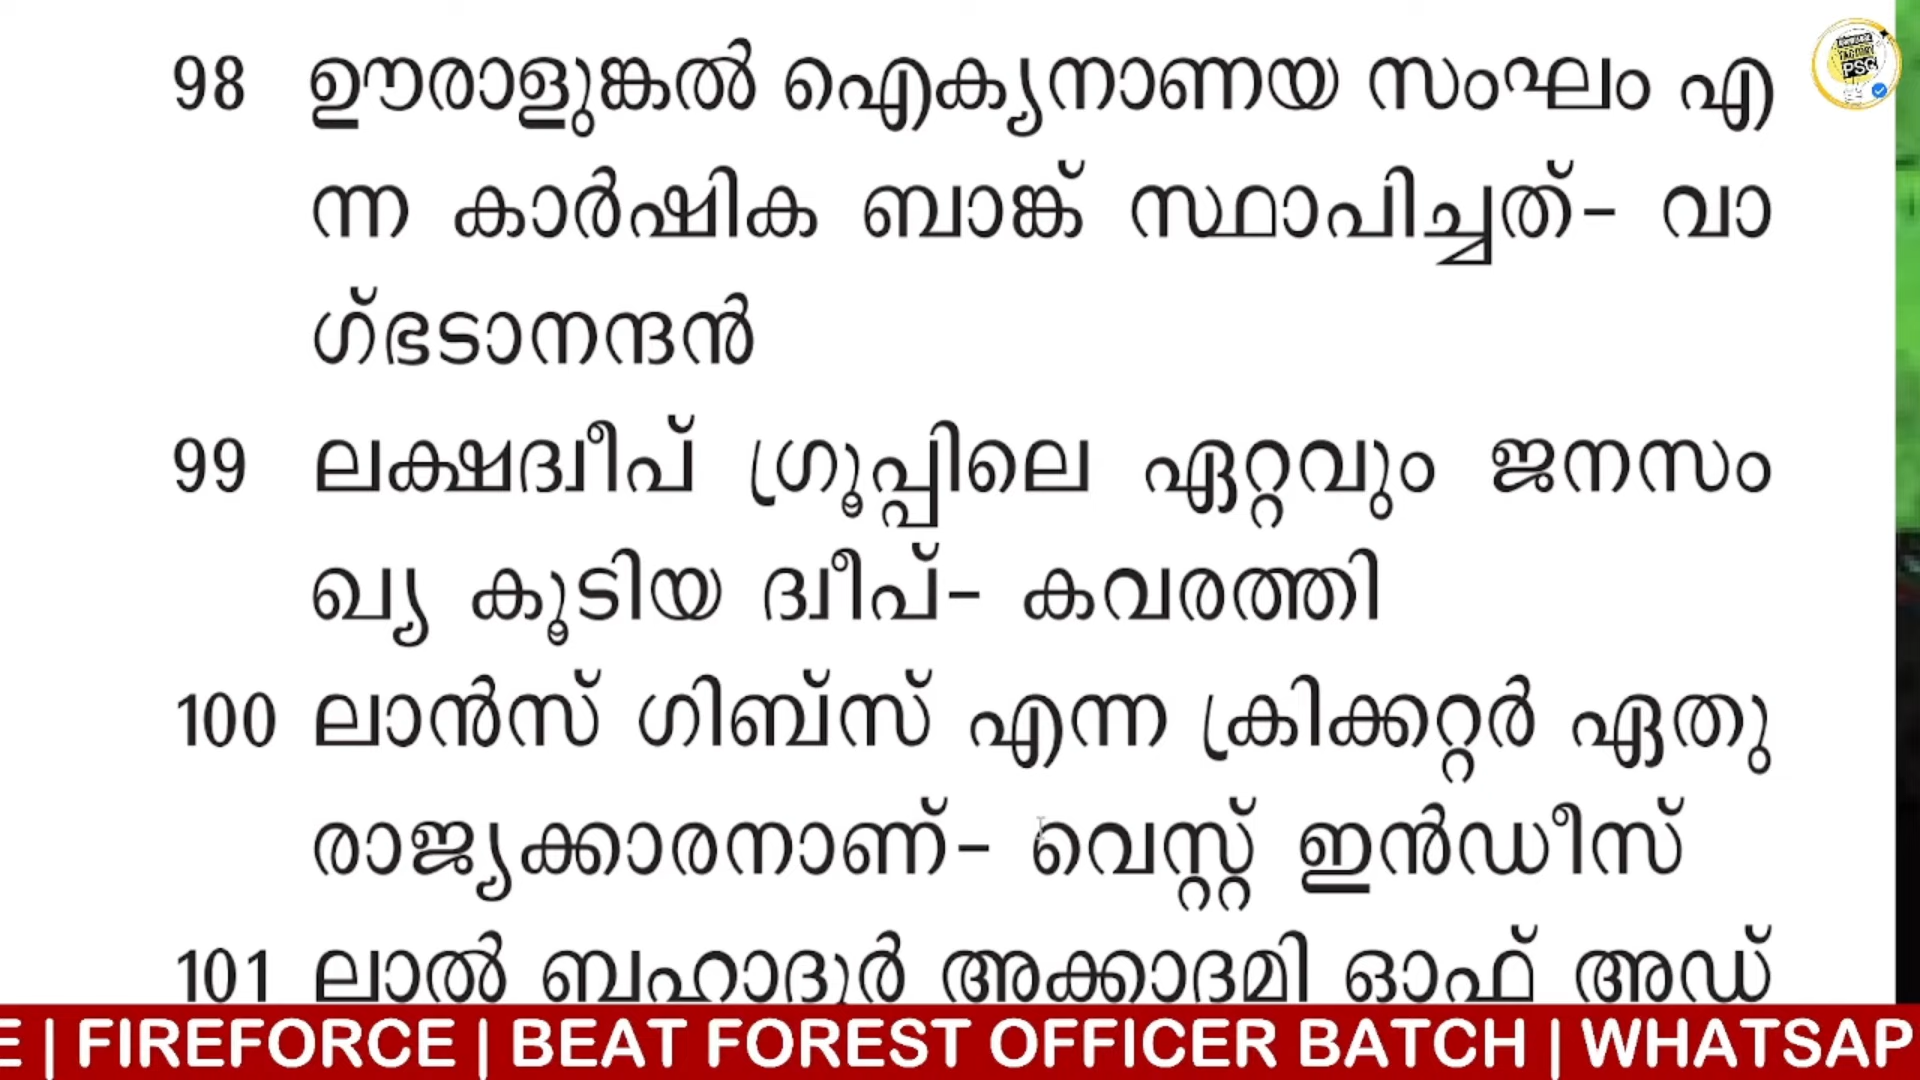 98 ഊരാളുങ്കൽ ഐക്യനാണയ സംഘം എ
ന്ന കാർഷിക ബാങ്ക് സ്ഥാപിച്ചത്- വാ
ഗ്ഭടാനന്ദൻ
99 ലക്ഷദ്വീപ് ഗ്രൂപ്പിലെ ഏറ്റവും ജനസം
ഖ്യ കൂടിയ ദ്വീപ്- കവരത്തി
100 ലാൻസ് ഗിബ്സ് എന്ന ക്രിക്കറ്റർ ഏതു
രാജ്യക്കാരനാണ്- വെസ്റ്റ് ഇൻഡീസ്
101 ലാൽ ബഹാദൂർ അക്കാദമി ഓഫ് അഡ്
E | FIREFORCE | BEAT FOREST OFFICER BATCH | WHATSAP
PSC